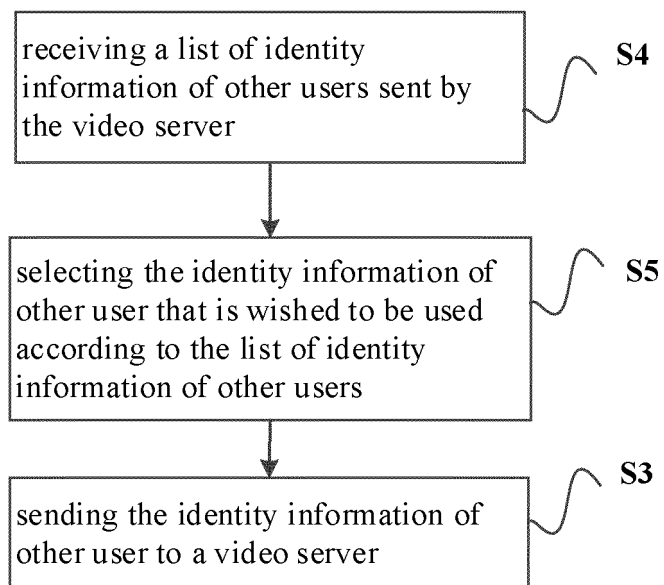 receiving a list of identity
information of other users sent by
the video server
S4
selecting the identity information of
other user that is wished to be used
according to the list of identity
information of other users
S5
sending the identity information of
other user to a video server
S3